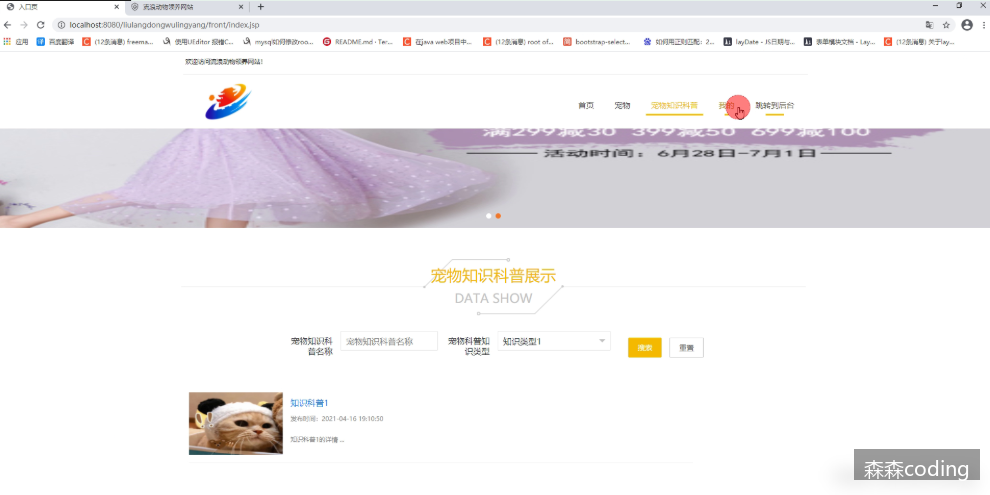 入口页
流浪动物领养网站
localhost:8080/liulangdongwulingyang/front/index.jsp
应用 百度翻译 (12条消息) freema... 使用UEditor 报错C... mysql如何修改roo... README.md · Ter... 在java web项目中... (12条消息) root of... bootstrap-select... 如何用正则匹配：2... layDate - JS日期与... 表单模块文档 - Lay... (12条消息) 关于lay...
欢迎访问流浪动物领养网站!
首页 宠物 宠物知识科普 我的 跳转到后台
满299减30 399减50 699减100
活动时间：6月28日-7月1日
宠物知识科普展示
DATA SHOW
宠物知识科
普名称
宠物知识科普名称
宠物科普知
识类型
知识类型1
搜索
重置
知识科普1
发布时间：2021-04-16 19:10:50
知识科普1的详情 ...
森森coding